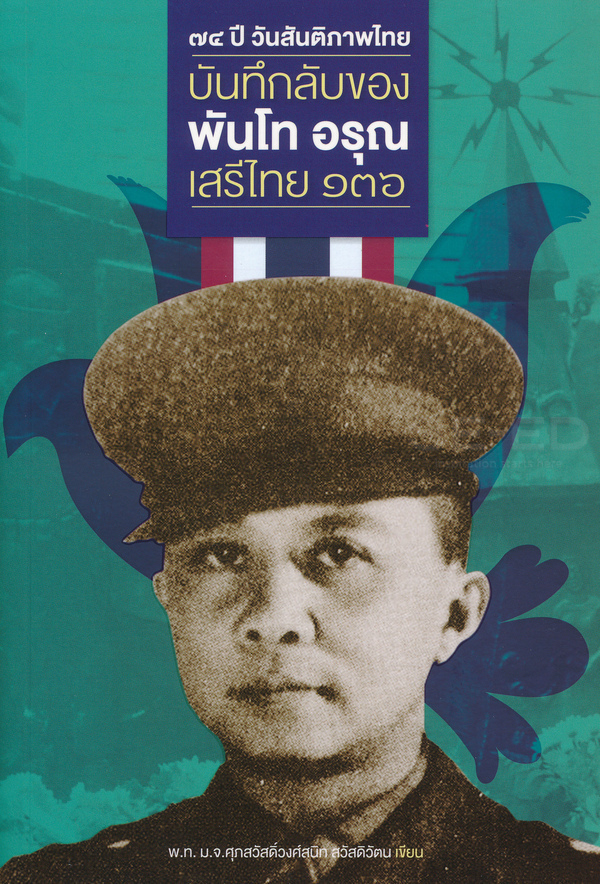 ๗๔ ปี วันสันติภาพไทย
บันทึกลับของ
พันโท อรุณ
เสรีไทย ๑๓๖
พ.ท. ม.จ.ศุภสวัสดิ์วงศ์สนิท สวัสดิวัตน เขียน